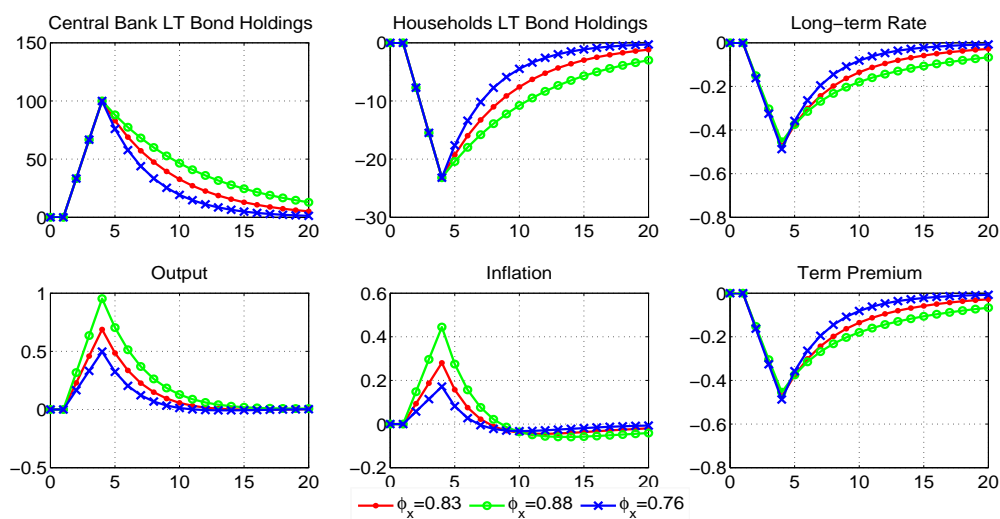 Central Bank LT Bond Holdings
Households LT Bond Holdings
Long−term Rate
150
100
50
0
0 5 10 15 20
0
−10
−20
−30
0 5 10 15 20
0
−0.2
−0.4
−0.6
−0.8
0 5 10 15 20
Output
Inflation
Term Premium
1
0.5
0
−0.5
0 5 10 15 20
0.6
0.4
0.2
0
−0.2
0 5 10 15 20
0
−0.2
−0.4
−0.6
−0.8
0 5 10 15 20
ϕx=0.83 ϕx=0.88 ϕx=0.76